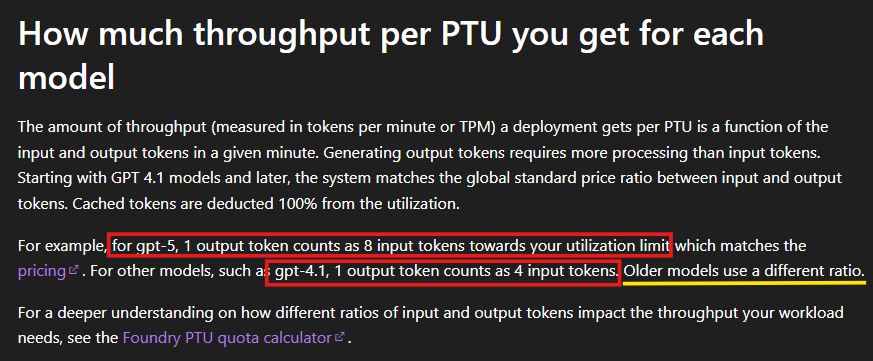 How much throughput per PTU you get for each
model
The amount of throughput (measured in tokens per minute or TPM) a deployment gets per PTU is a function of the
input and output tokens in a given minute. Generating output tokens requires more processing than input tokens.
Starting with GPT 4.1 models and later, the system matches the global standard price ratio between input and output
tokens. Cached tokens are deducted 100% from the utilization.
For example, for gpt-5, 1 output token counts as 8 input tokens towards your utilization limit which matches the
pricing. For other models, such as gpt-4.1, 1 output token counts as 4 input tokens. Older models use a different ratio.
For a deeper understanding on how different ratios of input and output tokens impact the throughput your workload
needs, see the Foundry PTU quota calculator.